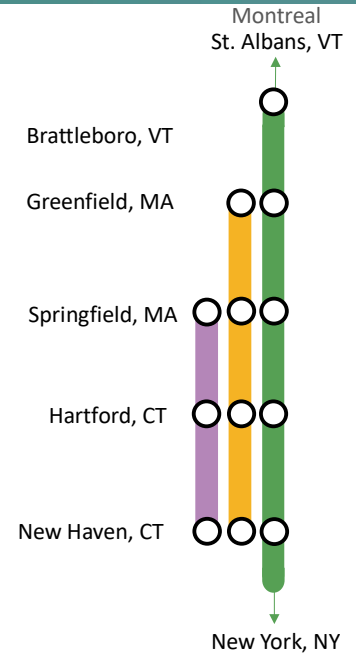 Montreal
St. Albans, VT
Brattleboro, VT
Greenfield, MA
Springfield, MA
Hartford, CT
New Haven, CT
New York, NY